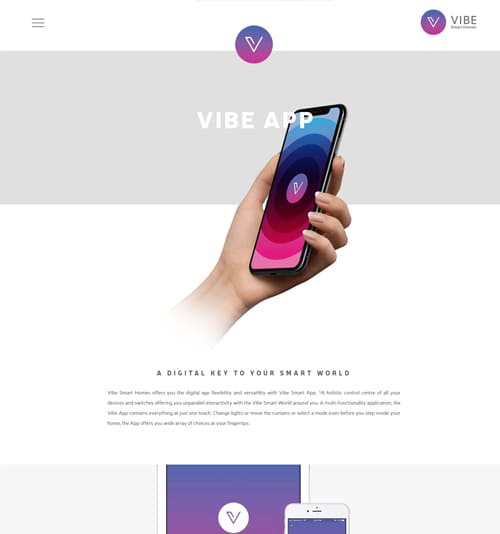 VIBE
Smart Homes
VIBE APP
A DIGITAL KEY TO YOUR SMART WORLD
Vibe Smart Homes offers you the digital age flexibility and versatility with Vibe Smart App. \A holistic control centre of all your
devices and switches offering you unparallel interactivity with the Vibe Smart World around you. A multi-functionality application, the
Vibe App contains everything at just one touch. Change lights or move the curtains or select a mode even before you step inside your
home, the App offers you wide array of choices at your fingertips.